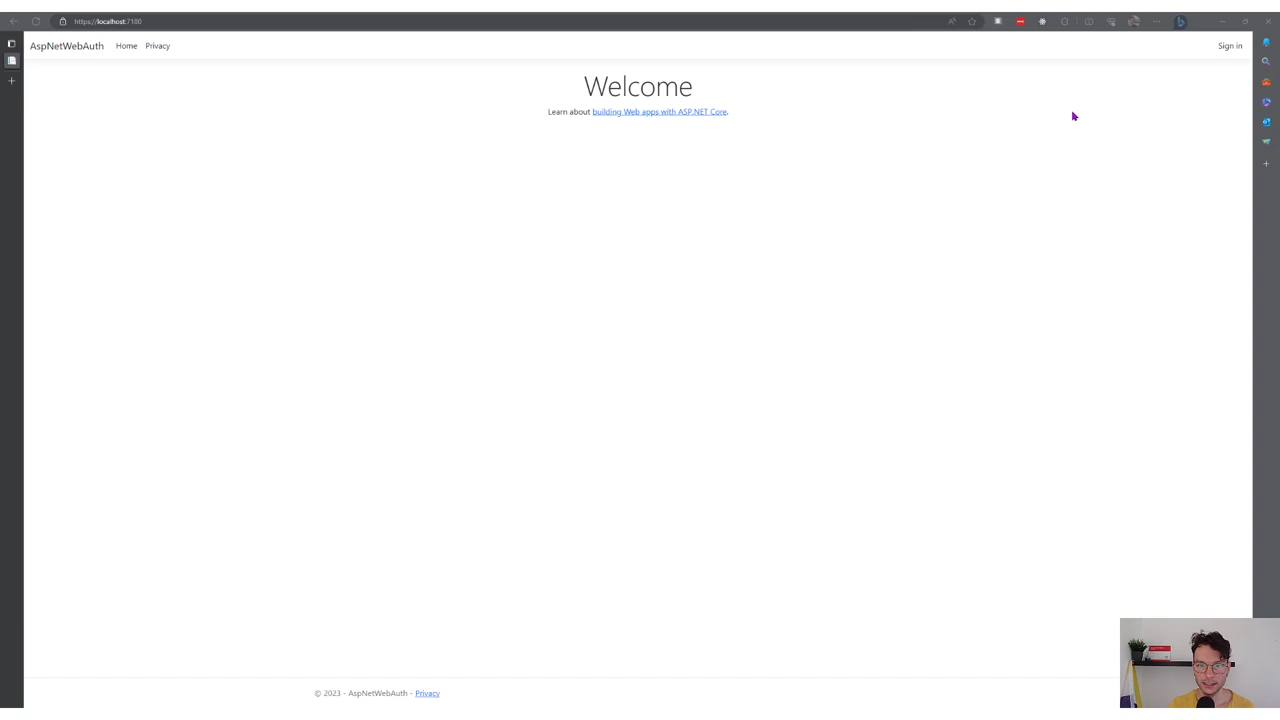 https://localhost:7180
AspNetWebAuth Home Privacy Sign in
Welcome
Learn about building Web apps with ASP.NET Core.
© 2023 - AspNetWebAuth - Privacy